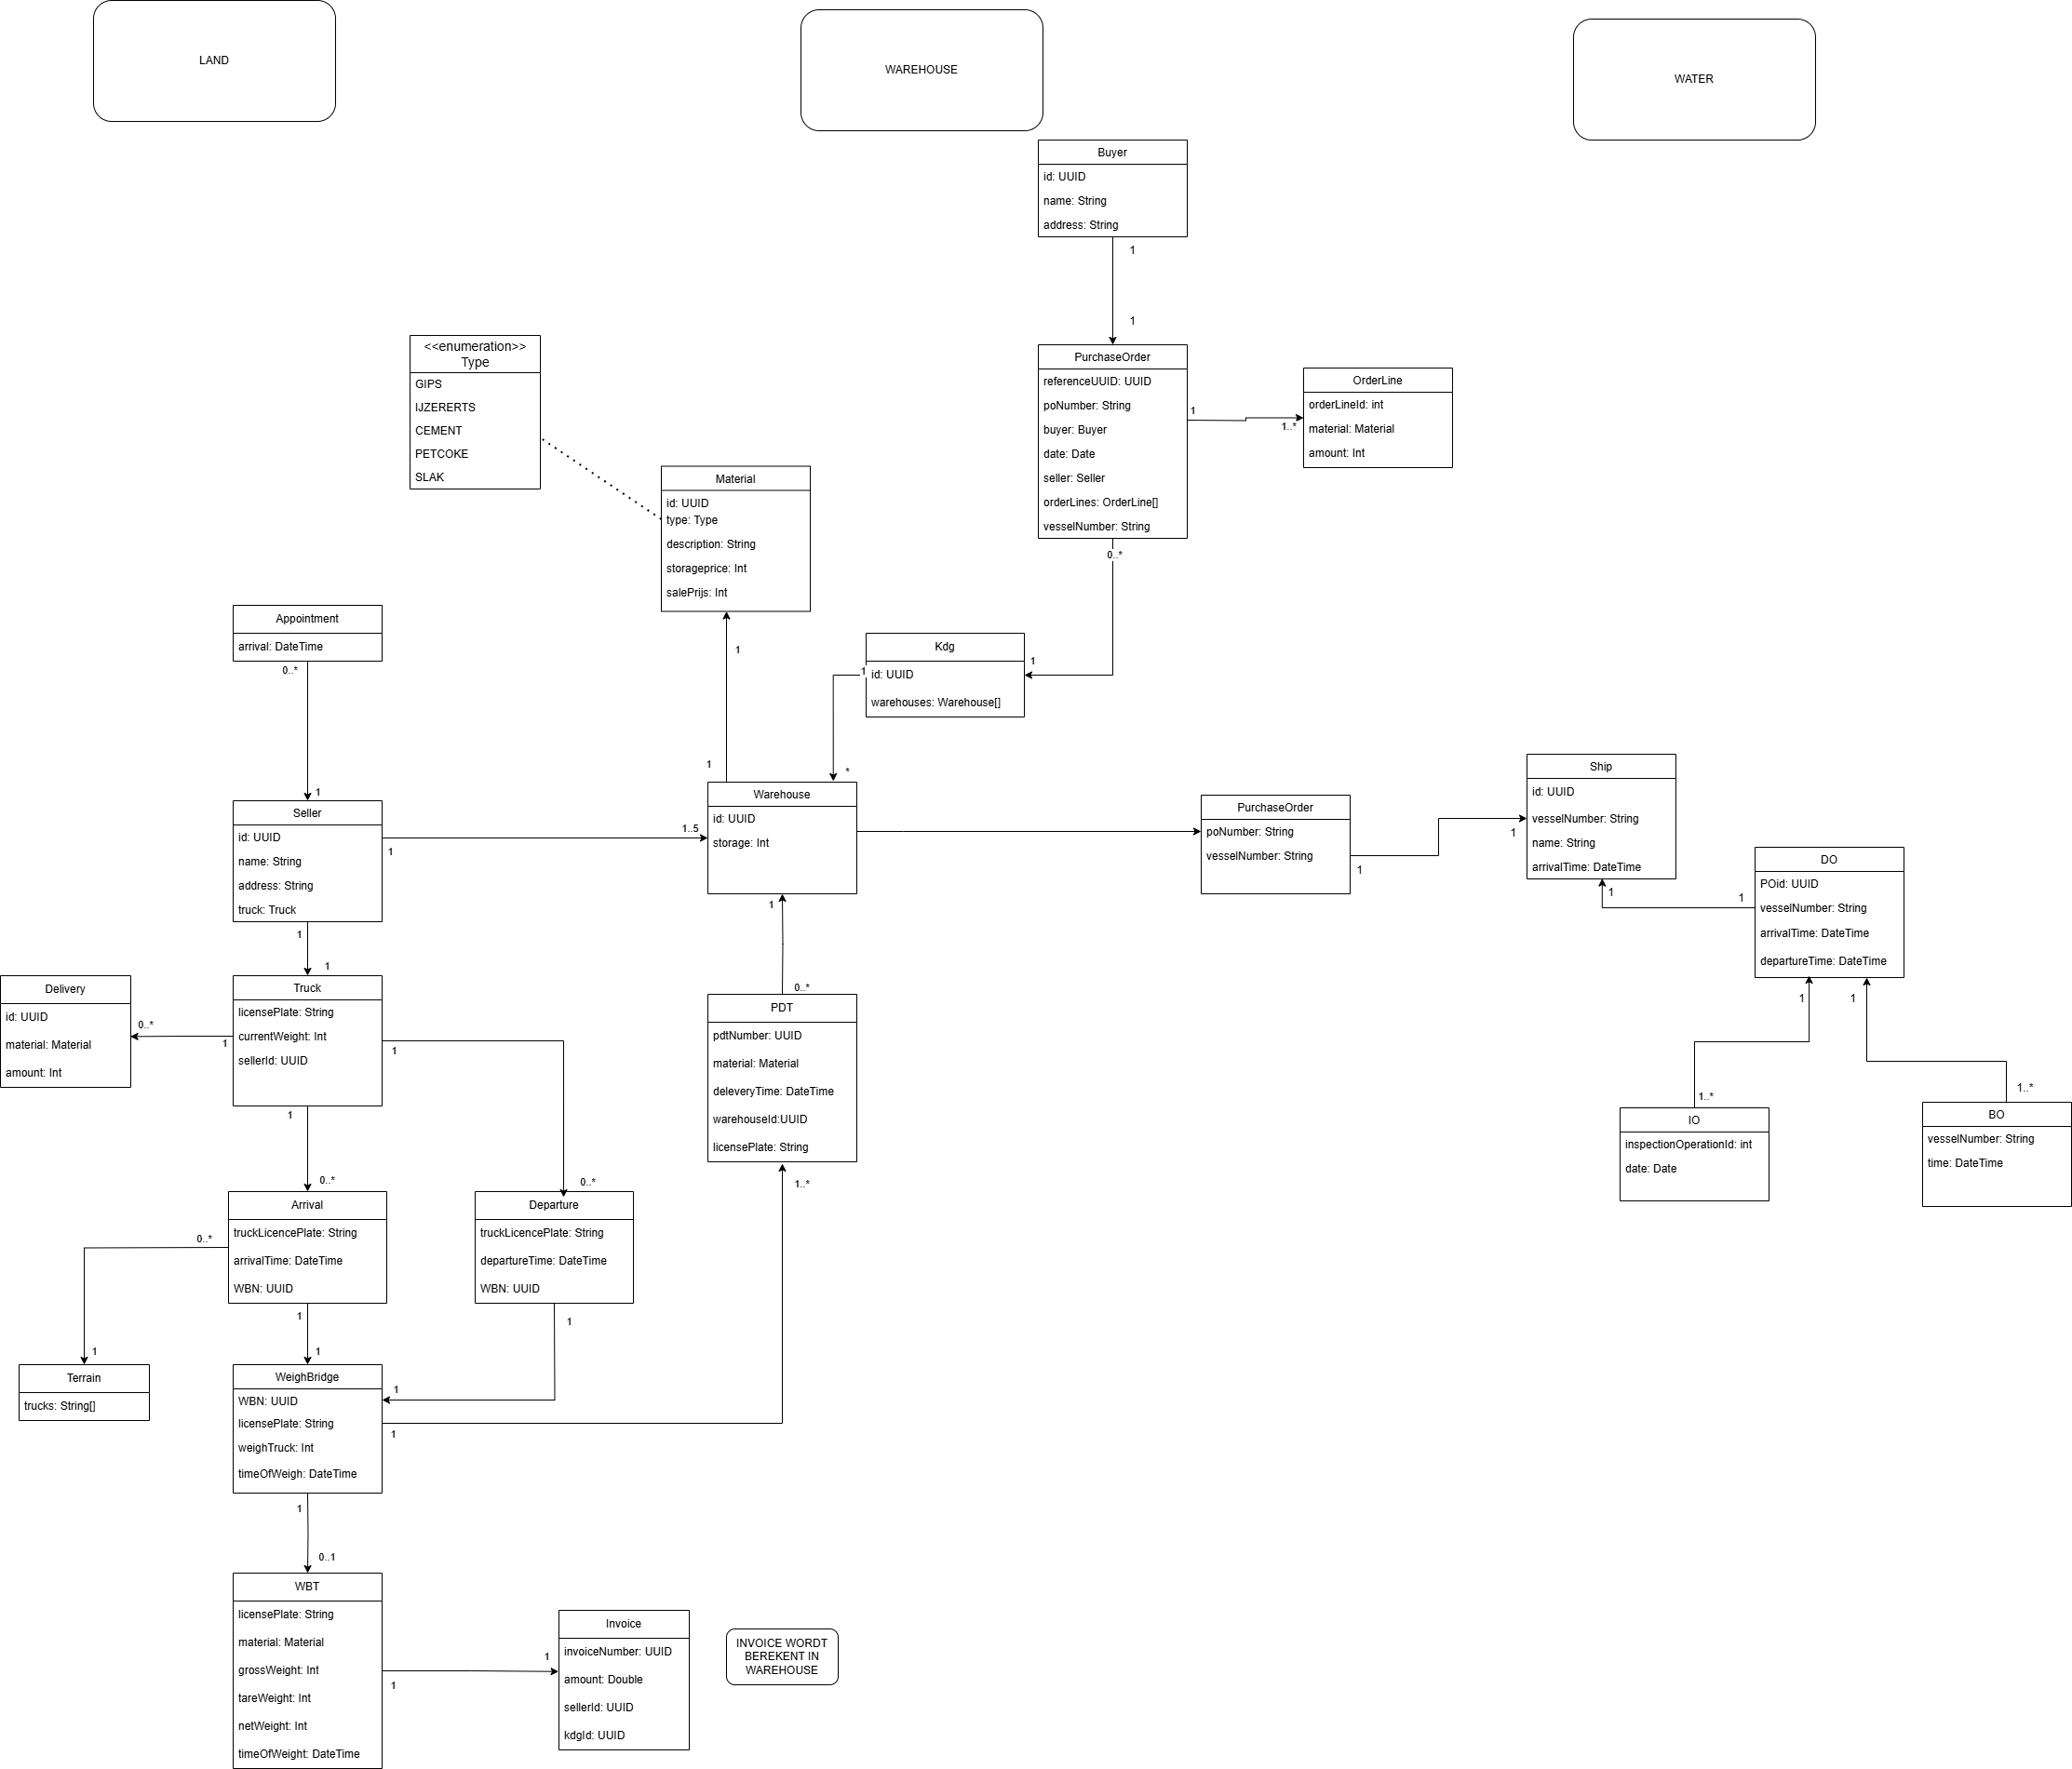 LAND
WAREHOUSE
WATER
Buyer
id: UUID
name: String
address: String
1
1
<<enumeration>>
Type
GIPS
IJZERERTS
CEMENT
PETCOKE
SLAK
PurchaseOrder
referenceUUID: UUID
poNumber: String
buyer: Buyer
date: Date
seller: Seller
orderLines: OrderLine[]
vesselNumber: String
1
1..*
OrderLine
orderLineId: int
material: Material
amount: Int
Material
id: UUID
type: Type
description: String
storageprice: Int
salePrijs: Int
0..*
1
Kdg
id: UUID
warehouses: Warehouse[]
1
*
1
1
Appointment
arrival: DateTime
0..*
1
Seller
id: UUID
name: String
address: String
truck: Truck
1
1..5
Warehouse
id: UUID
storage: Int
PurchaseOrder
poNumber: String
vesselNumber: String
1
1
Ship
id: UUID
vesselNumber: String
name: String
arrivalTime: DateTime
1
1
DO
POid: UUID
vesselNumber: String
arrivalTime: DateTime
departureTime: DateTime
1
1
1..*
1..*
IO
inspectionOperationId: int
date: Date
BO
vesselNumber: String
time: DateTime
1
1
Delivery
id: UUID
material: Material
amount: Int
0..*
1
Truck
licensePlate: String
currentWeight: Int
sellerId: UUID
1
1
0..*
PDT
pdtNumber: UUID
material: Material
deleveryTime: DateTime
warehouseId:UUID
licensePlate: String
1..*
1
0..*
0..*
Arrival
truckLicencePlate: String
arrivalTime: DateTime
WBN: UUID
Departure
truckLicencePlate: String
departureTime: DateTime
WBN: UUID
0..*
1
1
1
1
1
Terrain
trucks: String[]
WeighBridge
WBN: UUID
licensePlate: String
weighTruck: Int
timeOfWeigh: DateTime
1
1
0..1
WBT
licensePlate: String
material: Material
grossWeight: Int
tareWeight: Int
netWeight: Int
timeOfWeight: DateTime
1
1
Invoice
invoiceNumber: UUID
amount: Double
sellerId: UUID
kdgId: UUID
INVOICE WORDT
BEREKENT IN
WAREHOUSE